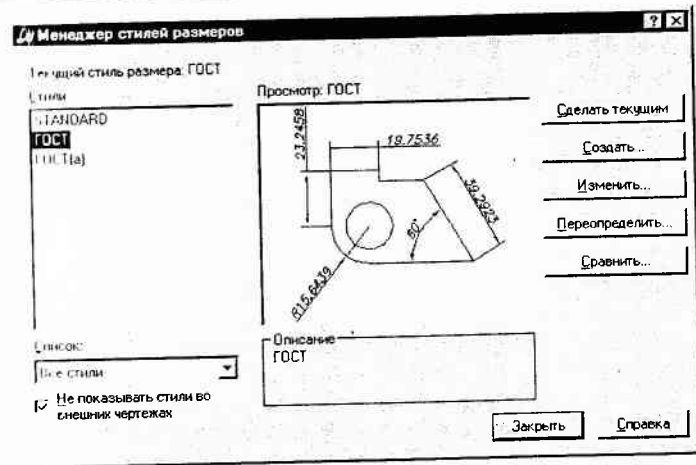 Менеджер стилей размеров
Текущий стиль размера: ГОСТ
Стили
STANDARD
ГОСТ
ГОСТ(а)
Просмотр: ГОСТ
23,2458
19,7536
39,2923
60°
R15,6439
Сделать текущим
Создать...
Изменить...
Переопределить...
Сравнить...
Список:
Все стили
Не показывать стили во
внешних чертежах
Описание
ГОСТ
Закрыть
Справка